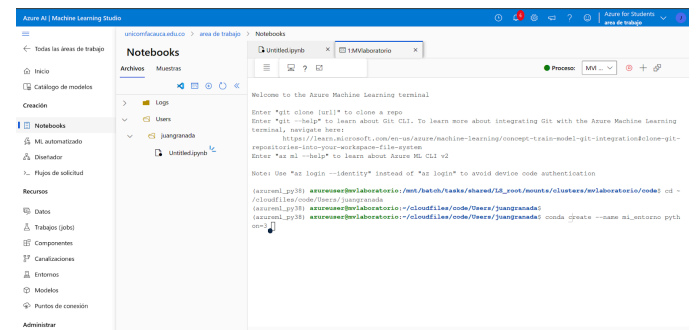 Azure AI | Machine Learning Studio
Azure for Students
area de trabajo
unicomfacauca.edu.co > area de trabajo > Notebooks
Todas las áreas de trabajo
Inicio
Catálogo de modelos
Creación
Notebooks
ML automatizado
Diseñador
Flujos de solicitud
Recursos
Datos
Trabajos (jobs)
Componentes
Canalizaciones
Entornos
Modelos
Puntos de conexión
Administrar
Notebooks
Archivos Muestras
Logs
Users
juangranada
Untitled.ipynb
Untitled.ipynb 1:MVlaboratorio
Proceso: MVl ...
Welcome to the Azure Machine Learning terminal
Enter "git clone [url]" to clone a repo
Enter "git --help" to learn about Git CLI. To learn more about integrating Git with the Azure Machine Learning
terminal, navigate here:
https://learn.microsoft.com/en-us/azure/machine-learning/concept-train-model-git-integration#clone-git-
repositories-into-your-workspace-file-system
Enter "az ml --help" to learn about Azure ML CLI v2
Note: Use "az login --identity" instead of "az login" to avoid device code authentication
(azureml_py38) azureuser@mvlaboratorio:/mnt/batch/tasks/shared/LS_root/mounts/clusters/mvlaboratorio/code$ cd ~
/cloudfiles/code/Users/juangranada
(azureml_py38) azureuser@mvlaboratorio:~/cloudfiles/code/Users/juangranada$
(azureml_py38) azureuser@mvlaboratorio:~/cloudfiles/code/Users/juangranada$ conda create --name mi_entorno pyth
on=3